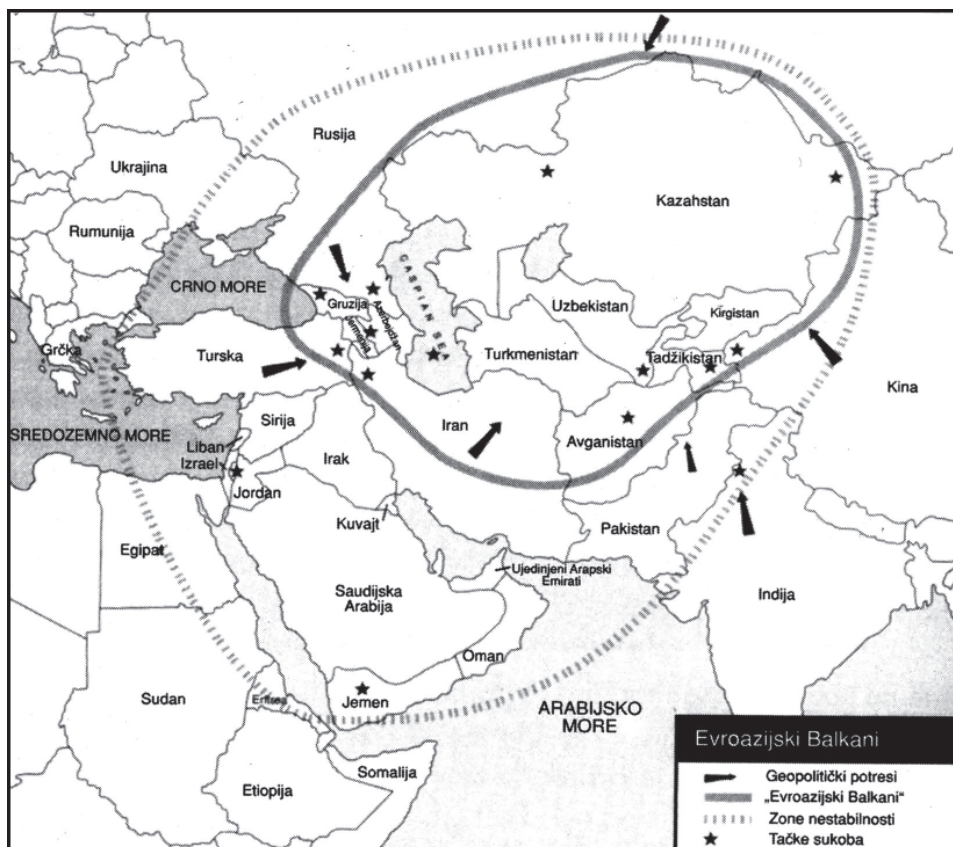 Rusija
Ukrajina
Kazahstan
Rumunija
CASPIAN SEA
CRNO MORE
Gruzija
Azerbejdžan
Uzbekistan
Kirgistan
Grčka
Turska
Turkmenistan
Tadžikistan
Kina
Sirija
Iran
Avganistan
SREDOZEMNO MORE
Liban
Izrael
Irak
Jordan
Kuvajt
Pakistan
Egipat
Ujedinjeni Arapski
Emirati
Saudijska
Arabija
Indija
Oman
Sudan
Eritrea
Jemen
ARABIJSKO
MORE
Somalija
Etiopija
Evroazijski Balkani
Geopolitički potresi
„Evroazijski Balkani“
Zone nestabilnosti
Tačke sukoba